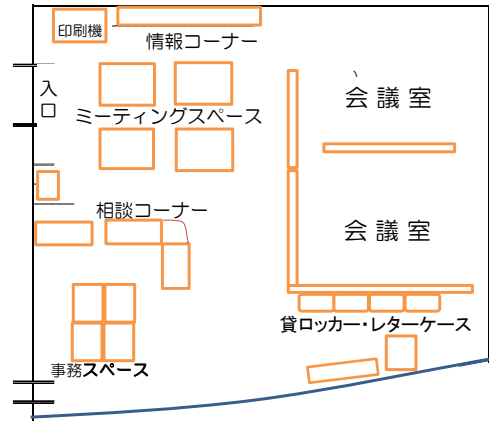 印刷機
情報コーナー
入口
会議室
ミーティングスペース
相談コーナー
会議室
貸ロッカー・レターケース
事務スペース